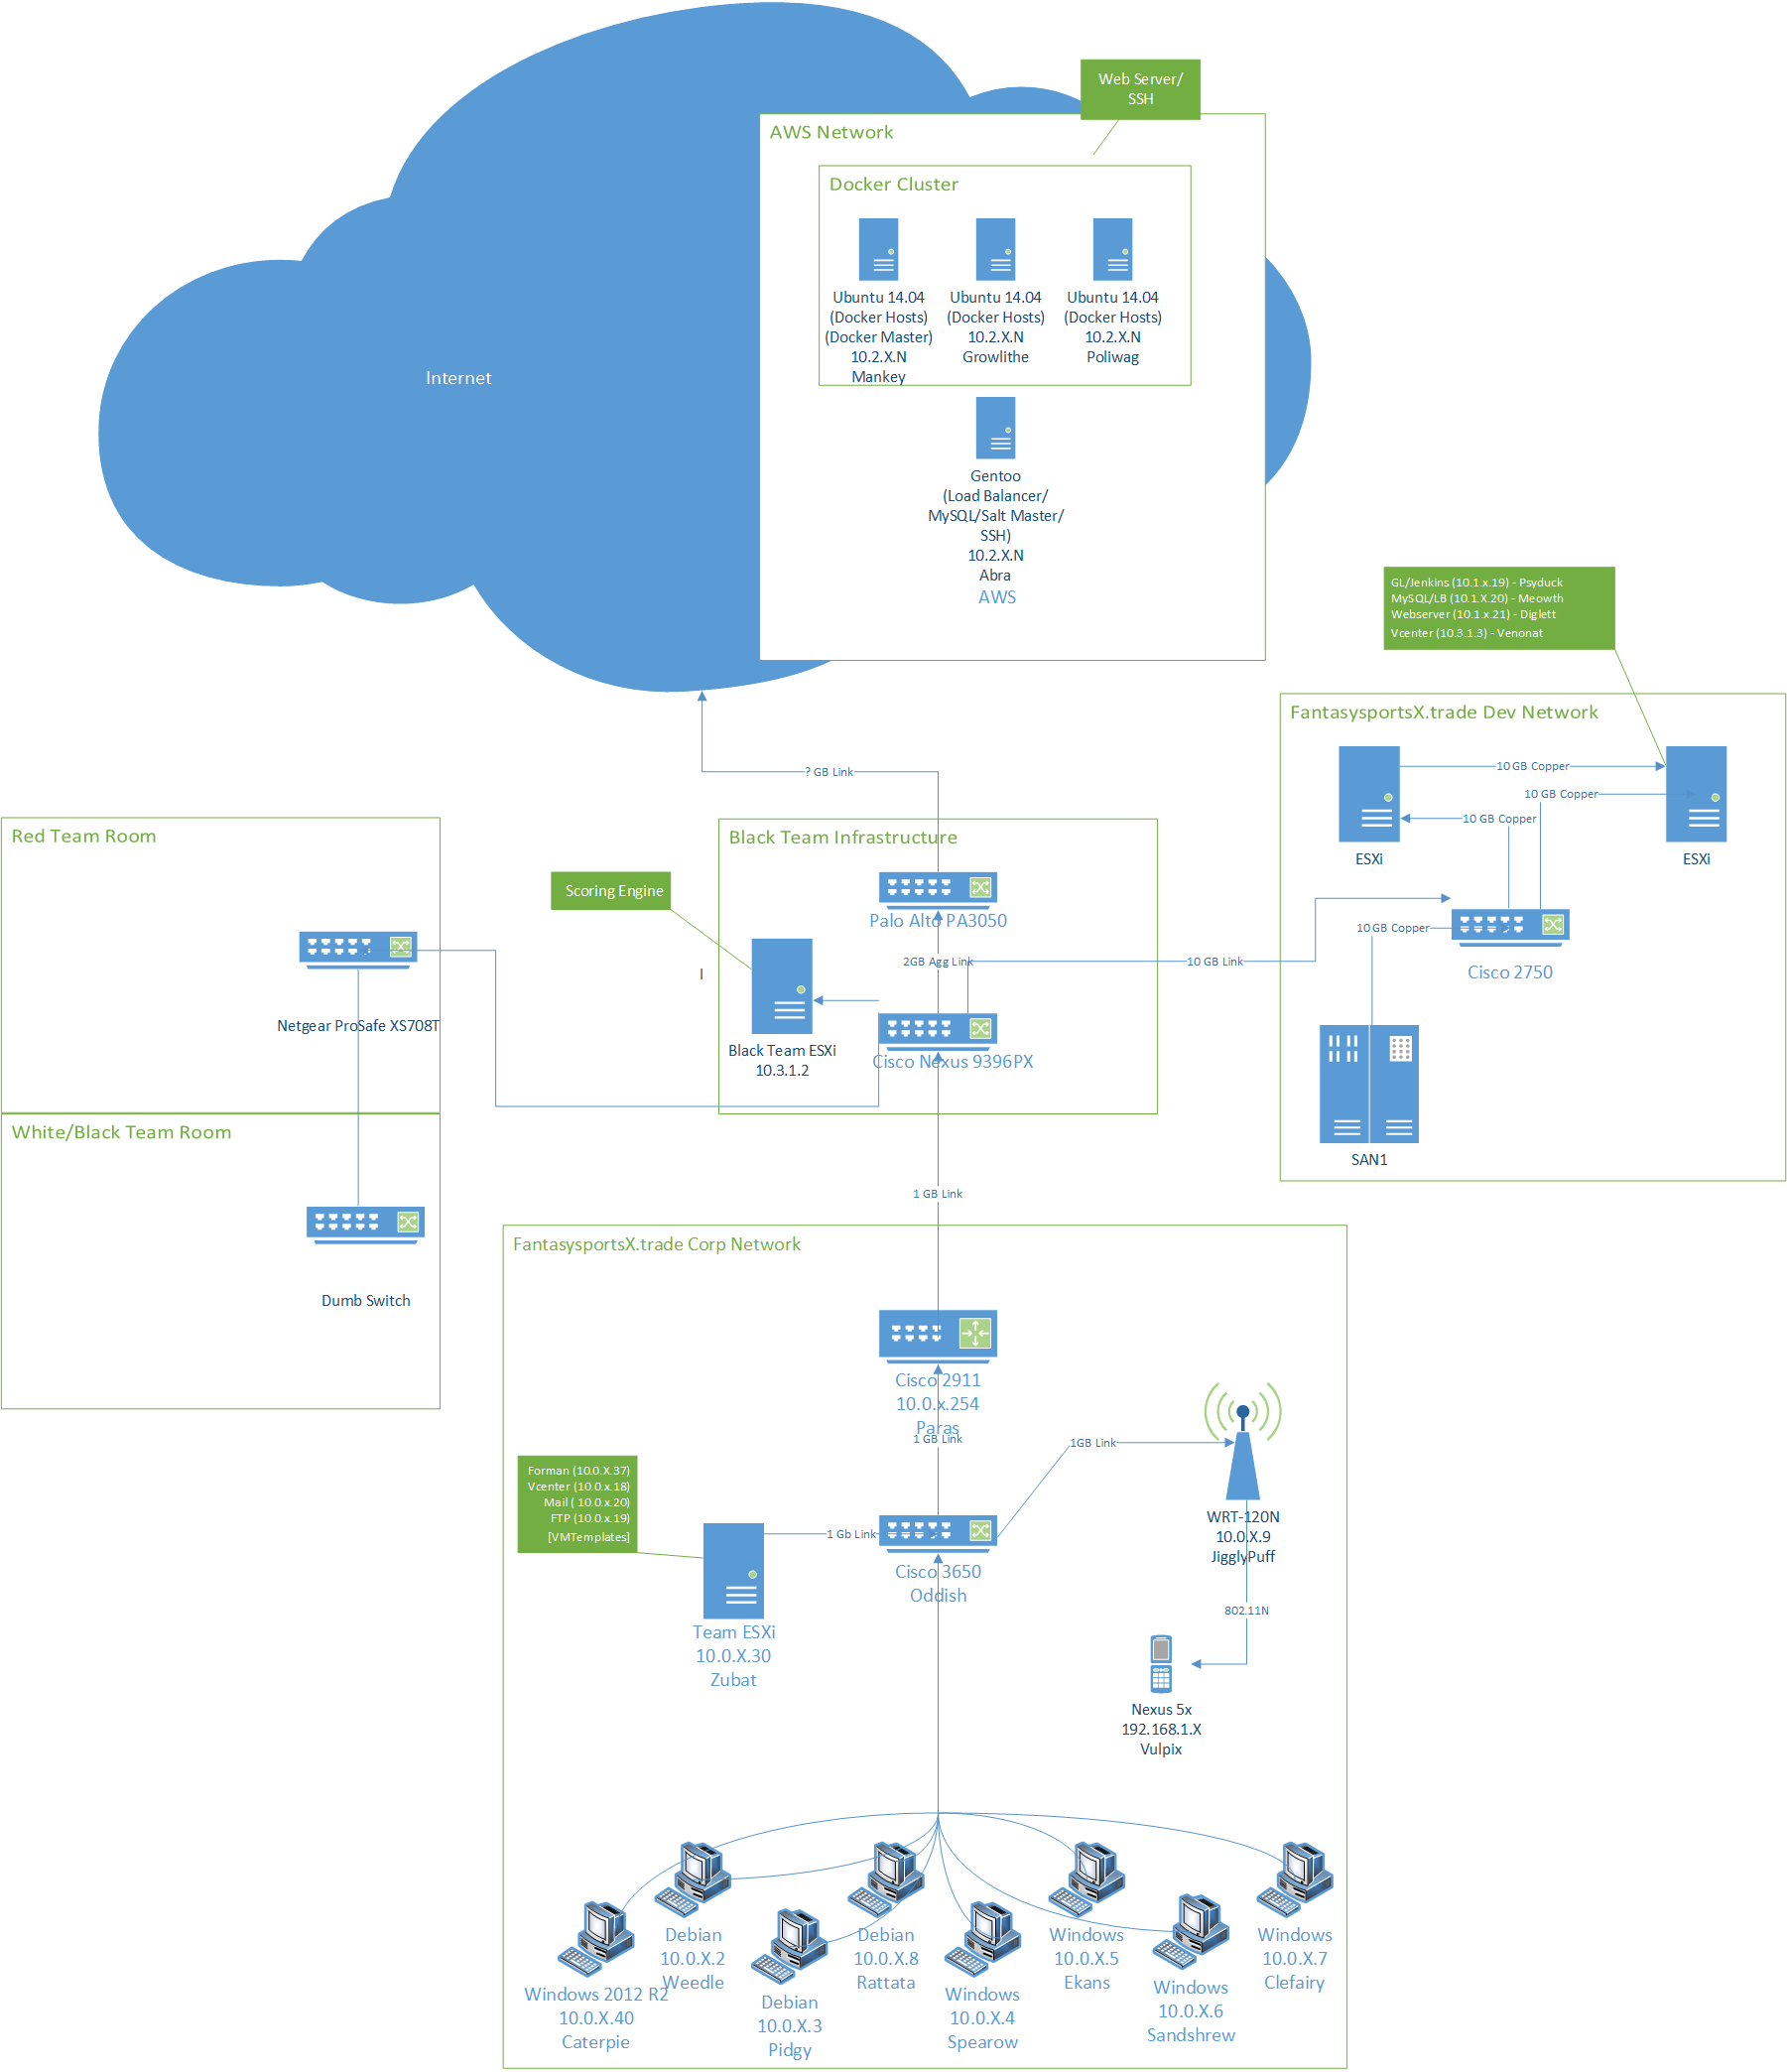 Web Server/
SSH
AWS Network
Docker Cluster
Ubuntu 14.04
(Docker Hosts)
(Docker Master)
10.2.X.N
Mankey
Ubuntu 14.04
(Docker Hosts)
10.2.X.N
Growlithe
Ubuntu 14.04
(Docker Hosts)
10.2.X.N
Poliwag
Internet
Gentoo
(Load Balancer/
MySQL/Salt Master/
SSH)
10.2.X.N
Abra
AWS
GL/Jenkins (10.1.x.19) - Psyduck
MySQL/LB (10.1.X.20) - Meowth
Webserver (10.1.x.21) - Diglett
Vcenter (10.3.1.3) - Venonat
FantasysportsX.trade Dev Network
10 GB Copper
10 GB Copper
10 GB Copper
ESXi
ESXi
10 GB Copper
Cisco 2750
SAN1
? GB Link
Red Team Room
Netgear ProSafe XS708T
White/Black Team Room
Dumb Switch
Black Team Infrastructure
Scoring Engine
Palo Alto PA3050
2GB Agg Link
10 GB Link
I
Black Team ESXi
10.3.1.2
Cisco Nexus 9396PX
1 GB Link
FantasysportsX.trade Corp Network
Cisco 2911
10.0.x.254
Paras
1 GB Link
1GB Link
Forman (10.0.X.37)
Vcenter (10.0.x.18)
Mail ( 10.0.x.20)
FTP (10.0.x.19)
[VMTemplates]
1 Gb Link
Cisco 3650
Oddish
Team ESXi
10.0.X.30
Zubat
WRT-120N
10.0.X.9
JigglyPuff
802.11N
Nexus 5x
192.168.1.X
Vulpix
Windows 2012 R2
10.0.X.40
Caterpie
Debian
10.0.X.2
Weedle
Debian
10.0.X.3
Pidgy
Debian
10.0.X.8
Rattata
Windows
10.0.X.4
Spearow
Windows
10.0.X.5
Ekans
Windows
10.0.X.6
Sandshrew
Windows
10.0.X.7
Clefairy